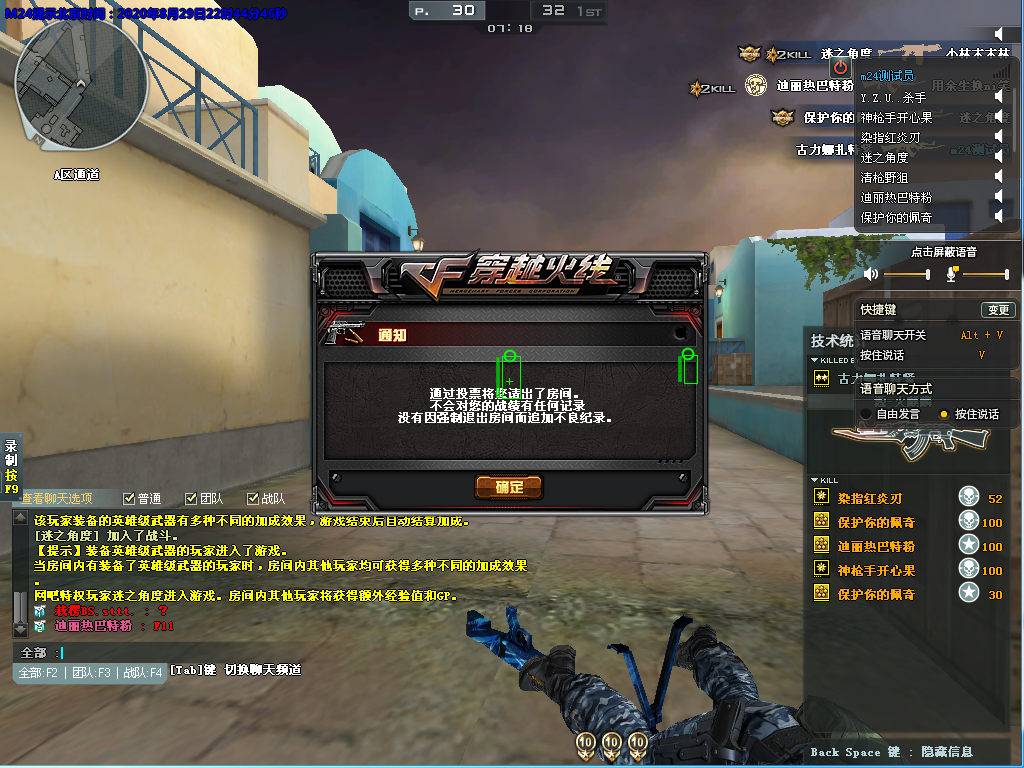 M24提示北京时间：2020年8月29日22时44分46秒
P. 30
32 1ST
07:18
A区通道
2KILL 迷之角度 小林木木林
2KILL 迪丽热巴特粉
保护你的
古力娜扎特
m24测试员
Y.Z.U..杀手
神枪手开心果
染指红炎刃
迷之角度
清枪野狙
迪丽热巴特粉
保护你的佩奇
点击屏蔽语音
快捷键 变更
语音聊天开关 Alt + V
按住说话 V
语音聊天方式
自由发言 按住说话
技术统
KILLED B
穿越火线
MERCENARY FORCES CORPORATION
通知
通过投票将您请出了房间。
不会对您的战绩有任何记录
没有因强制退出房间而追加不良纪录。
确定
录制按F9
KILL
染指红炎刃 52
保护你的佩奇 100
迪丽热巴特粉 100
神枪手开心果 100
保护你的佩奇 30
查看聊天选项 普通 团队 战队
该玩家装备的英雄级武器有多种不同的加成效果，游戏结束后自动结算加成。
[迷之角度] 加入了战斗。
【提示】装备英雄级武器的玩家进入了游戏。
当房间内有装备了英雄级武器的玩家时，房间内其他玩家均可获得多种不同的加成效果
。
网吧特权玩家迷之角度进入游戏。房间内其他玩家将获得额外经验值和GP。
迪丽热巴特粉 : F11
全部 :
全部:F2 | 团队:F3 | 战队:F4 [Tab]键 切换聊天频道
10 10 10
Back Space 键 : 隐藏信息